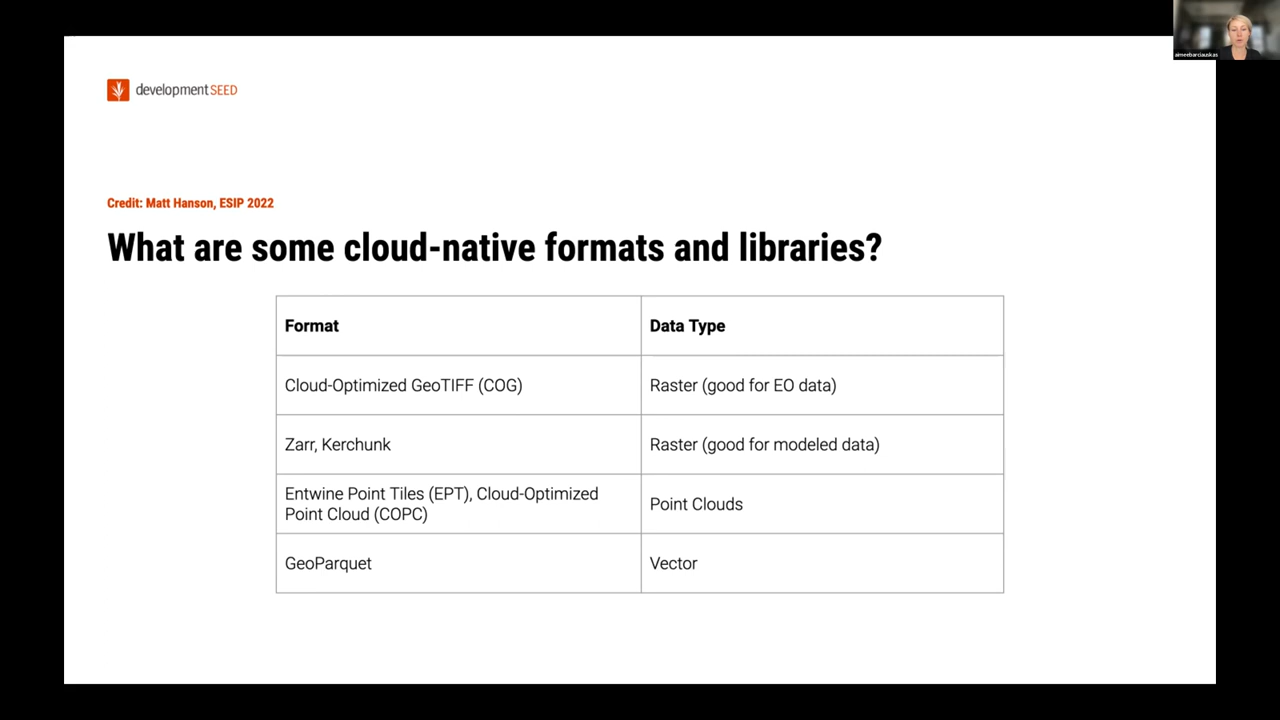 aimeebarciauskas
developmentSEED
Credit: Matt Hanson, ESIP 2022
What are some cloud-native formats and libraries?
Format
Data Type
Cloud-Optimized GeoTIFF (COG)
Raster (good for EO data)
Zarr, Kerchunk
Raster (good for modeled data)
Entwine Point Tiles (EPT), Cloud-Optimized
Point Cloud (COPC)
Point Clouds
GeoParquet
Vector